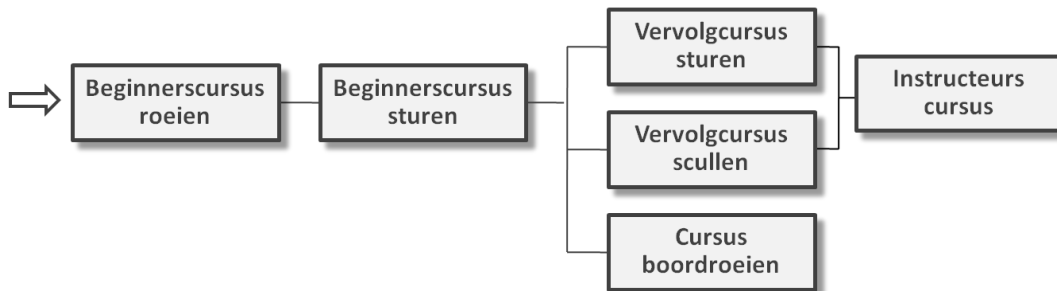 Beginnerscursus
roeien
Beginnerscursus
sturen
Vervolgcursus
sturen
Vervolgcursus
scullen
Cursus
boordroeien
Instructeurs
cursus